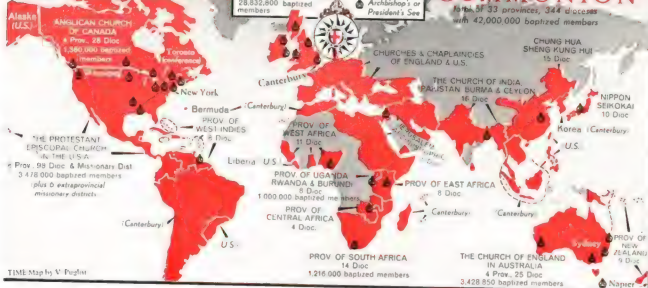 28,832,800 baptized
members
Archbishop's or
President's See
of 33 provinces, 344 dioceses
with 42,000,000 baptized members
Alaska
(U.S.)
ANGLICAN CHURCH
OF CANADA
4 Prov., 28 Dioc
1,360,000 baptized
members
Toronto
New York
Bermuda
(Canterbury)
Canterbury
CHURCHES & CHAPLAINCIES
OF ENGLAND & U.S.
CHUNG HUA
SHENG KUNG HUI
15 Dioc
THE CHURCH OF INDIA
PAKISTAN BURMA & CEYLON
16 Dioc
NIPPON
SEIKOKAI
10 Dioc
Korea (Canterbury)
U.S.
PROV OF
WEST INDIES
8 Dioc
PROV OF
WEST AFRICA
11 Dioc
THE PROTESTANT
EPISCOPAL CHURCH
IN THE U.S.A.
Prov., 99 Dioc & Missionary Dist
3,478,000 baptized members
(plus 6 extraprovincial
missionary districts)
Liberia U.S.
PROV OF UGANDA
RWANDA & BURUND
8 Dioc
1,000,000 baptized members
PROV OF EAST AFRICA
8 Dioc
PROV OF
CENTRAL AFRICA
4 Dioc
(Canterbury)
U.S.
Canterbury
(Canterbury)
PROV OF SOUTH AFRICA
14 Dioc
1,216,000 baptized members
THE CHURCH OF ENGLAND
IN AUSTRALIA
4 Prov, 25 Dioc
3,428,850 baptized members
Sydney
PROV OF
NEW
ZEALAND
9 Dioc
Napier
TIME Map by V. Puglisi